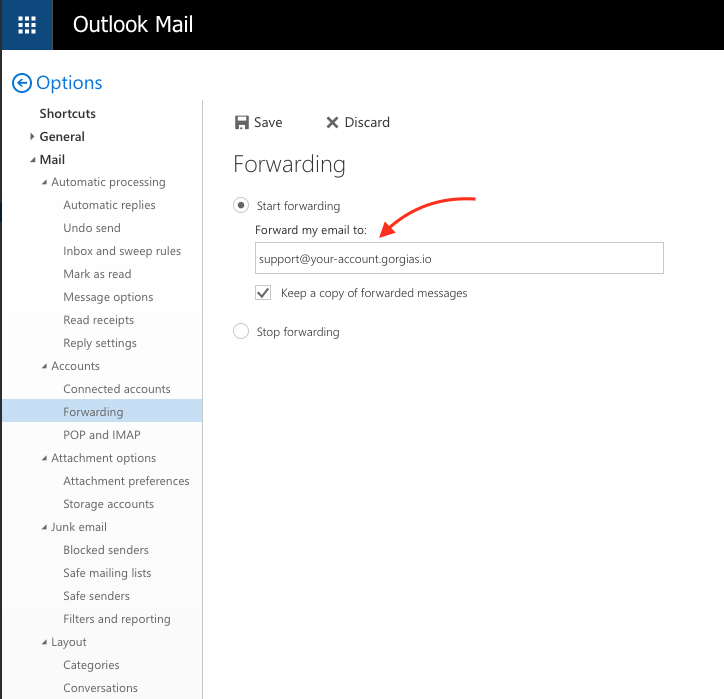 Outlook Mail
Options
Shortcuts
General
Mail
Automatic processing
Automatic replies
Undo send
Inbox and sweep rules
Mark as read
Message options
Read receipts
Reply settings
Accounts
Connected accounts
Forwarding
POP and IMAP
Attachment options
Attachment preferences
Storage accounts
Junk email
Blocked senders
Safe mailing lists
Safe senders
Filters and reporting
Layout
Categories
Conversations
Save
Discard
Forwarding
Start forwarding
Forward my email to:
support@your-account.gorgias.io
Keep a copy of forwarded messages
Stop forwarding